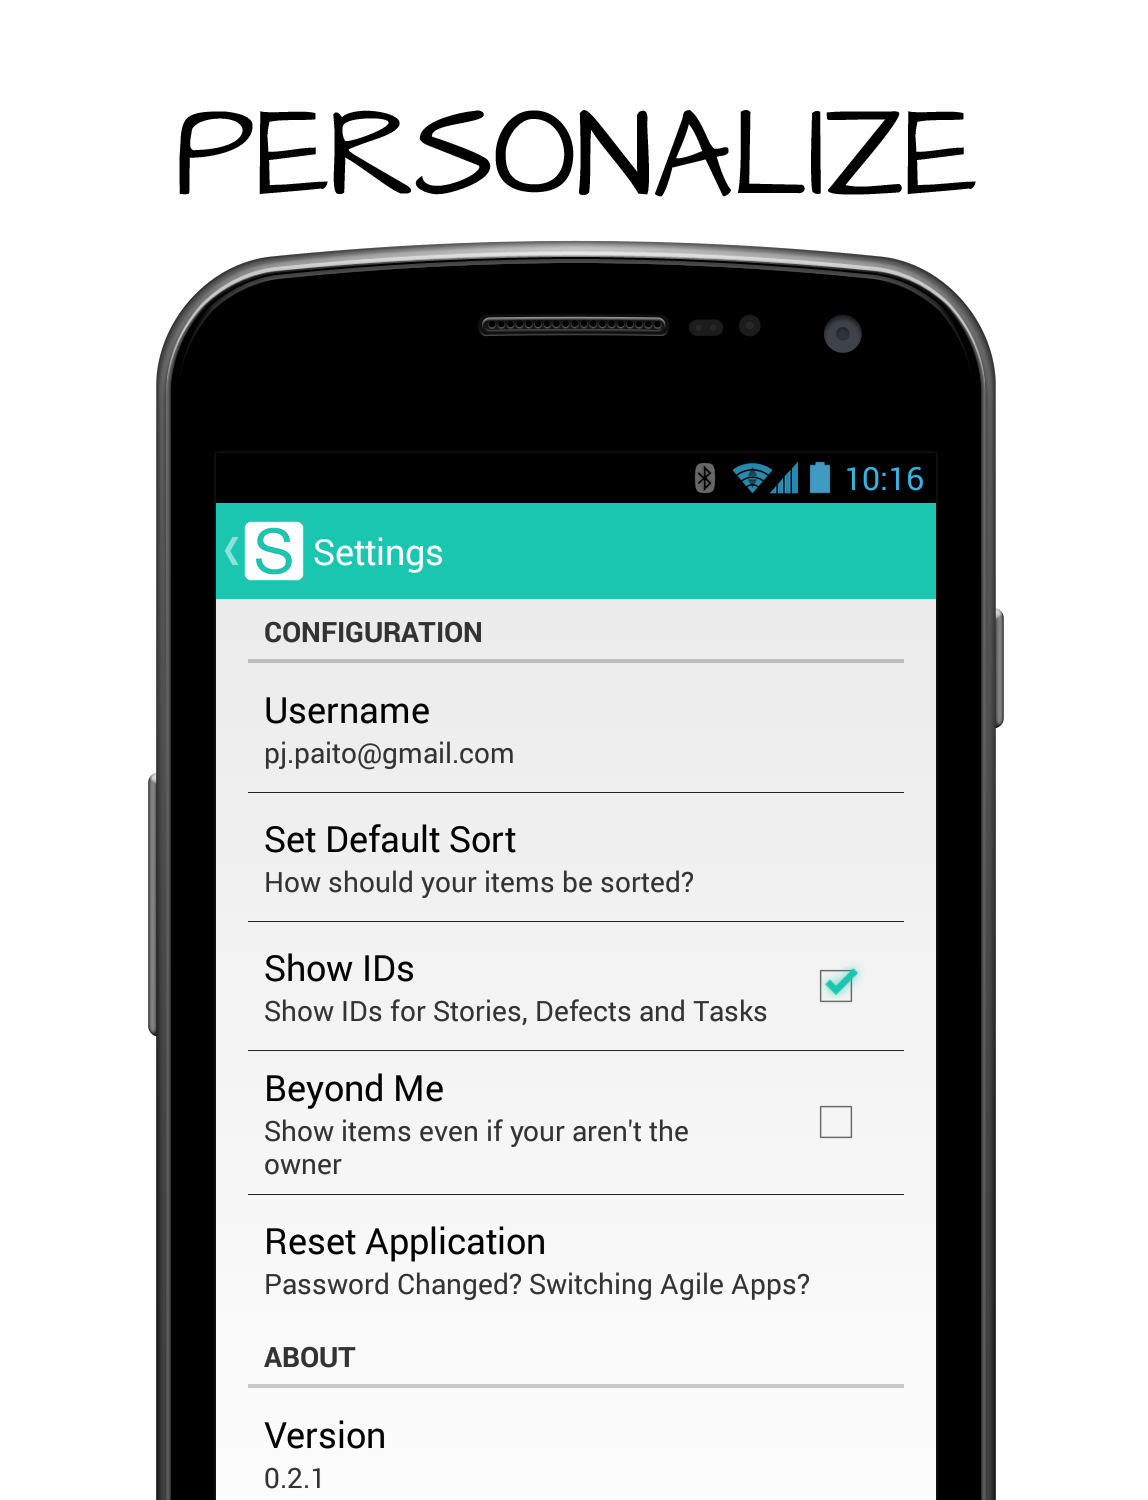 PERSONALIZE
10:16
S Settings
CONFIGURATION
Username
pj.paito@gmail.com
Set Default Sort
How should your items be sorted?
Show IDs
Show IDs for Stories, Defects and Tasks
Beyond Me
Show items even if your aren't the
owner
Reset Application
Password Changed? Switching Agile Apps?
ABOUT
Version
0.2.1